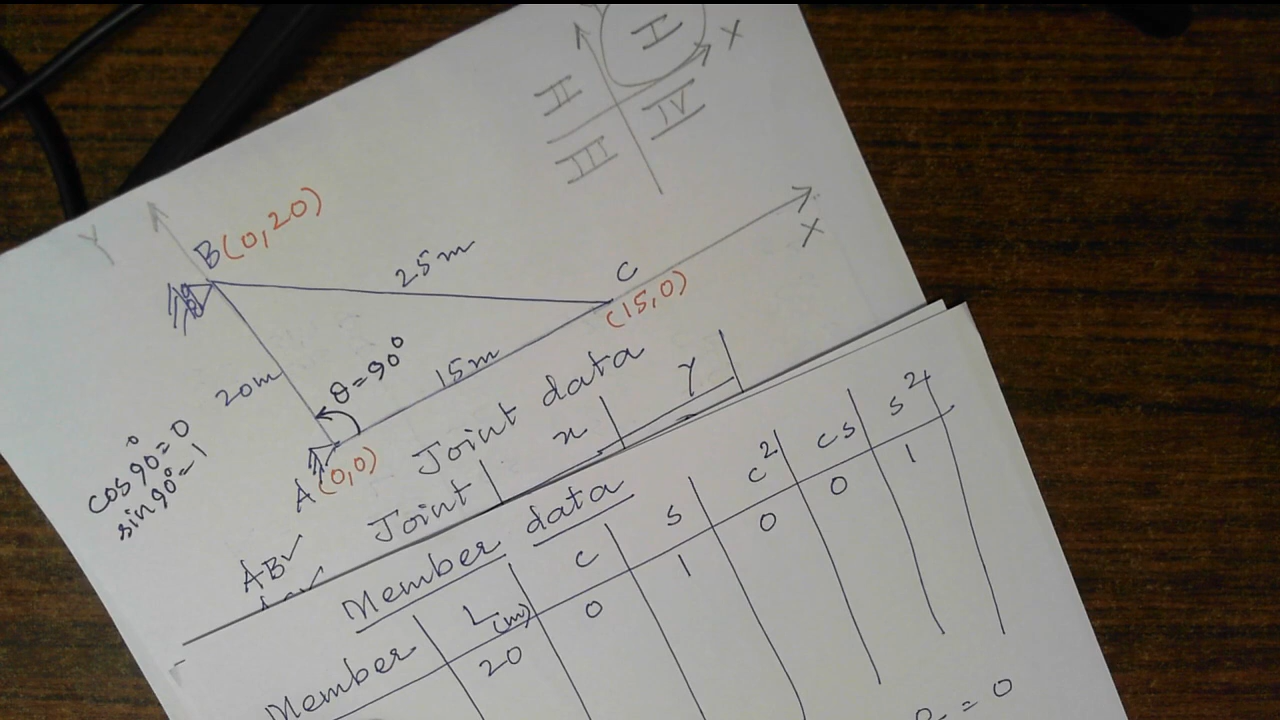 II
I
X
III
IV
Y
B(0,20)
25m
C
(15,0)
X
20m
θ=90°
15m
A(0,0)
cos90°=0
sin90°=1
Joint data
Joint
x
Y
AB✓
Member data
Member
L(m)
C
S
C²
CS
S²
20
0
1
0
0
1
= 0